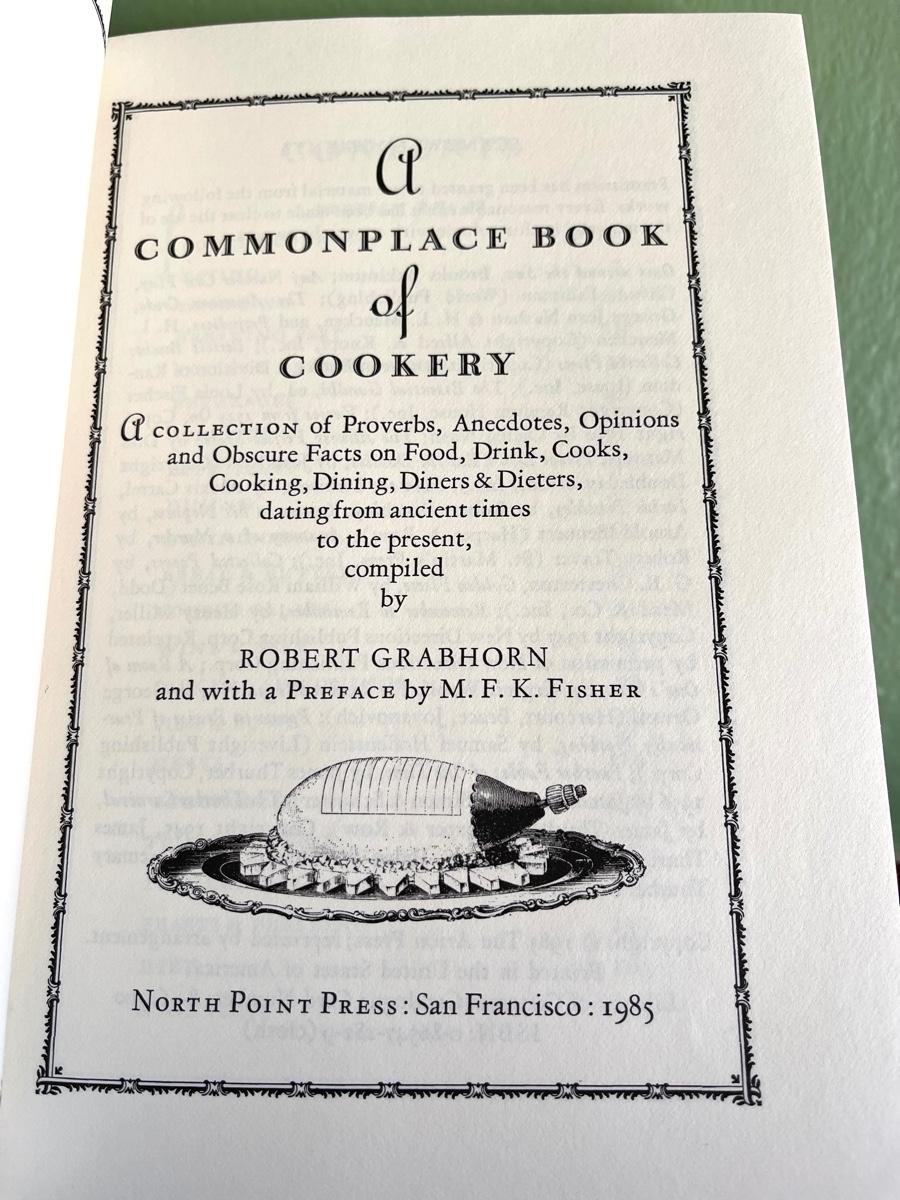 A
COMMONPLACE BOOK
of
COOKERY
A COLLECTION of Proverbs, Anecdotes, Opinions
and Obscure Facts on Food, Drink, Cooks,
Cooking, Dining, Diners & Dieters,
dating from ancient times
to the present,
compiled
by
ROBERT GRABHORN
and with a PREFACE by M. F. K. FISHER
NORTH POINT PRESS : San Francisco : 1985